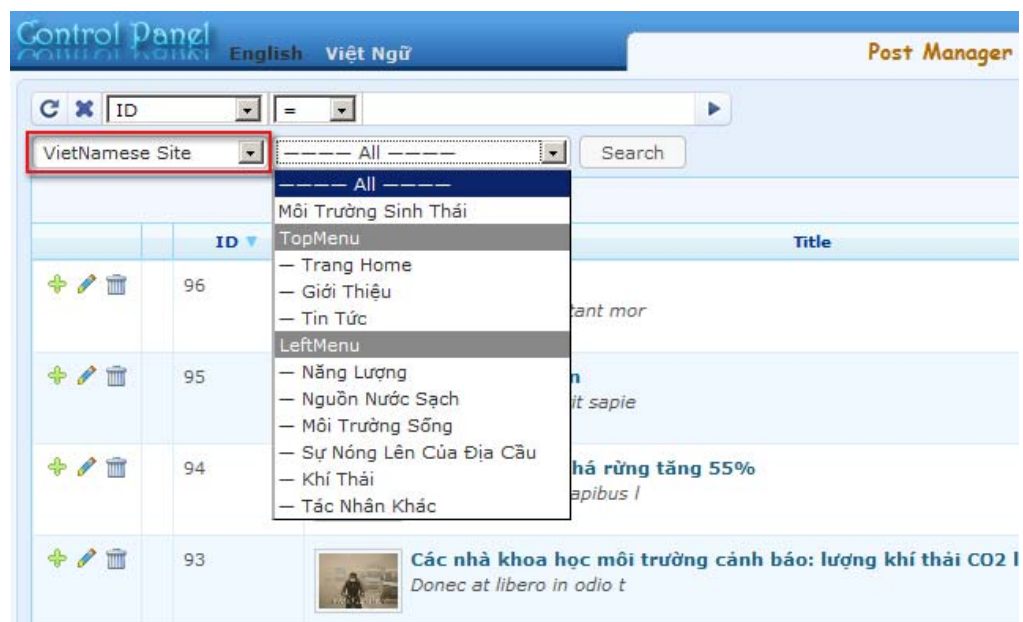 Control Panel English Việt Ngữ Post Manager
ID =
VietNamese Site ———— All ———— Search
———— All ————
Môi Trường Sinh Thái
ID Title
TopMenu
— Trang Home
96
— Giới Thiệu
tant mor
— Tin Tức
LeftMenu
— Năng Lượng
95 n
— Nguồn Nước Sạch
it sapie
— Môi Trường Sống
— Sự Nóng Lên Của Địa Cầu
94 há rừng tăng 55%
— Khí Thải
apibus l
— Tác Nhân Khác
93 Các nhà khoa học môi trường cảnh báo: lượng khí thải CO2 l
Donec at libero in odio t